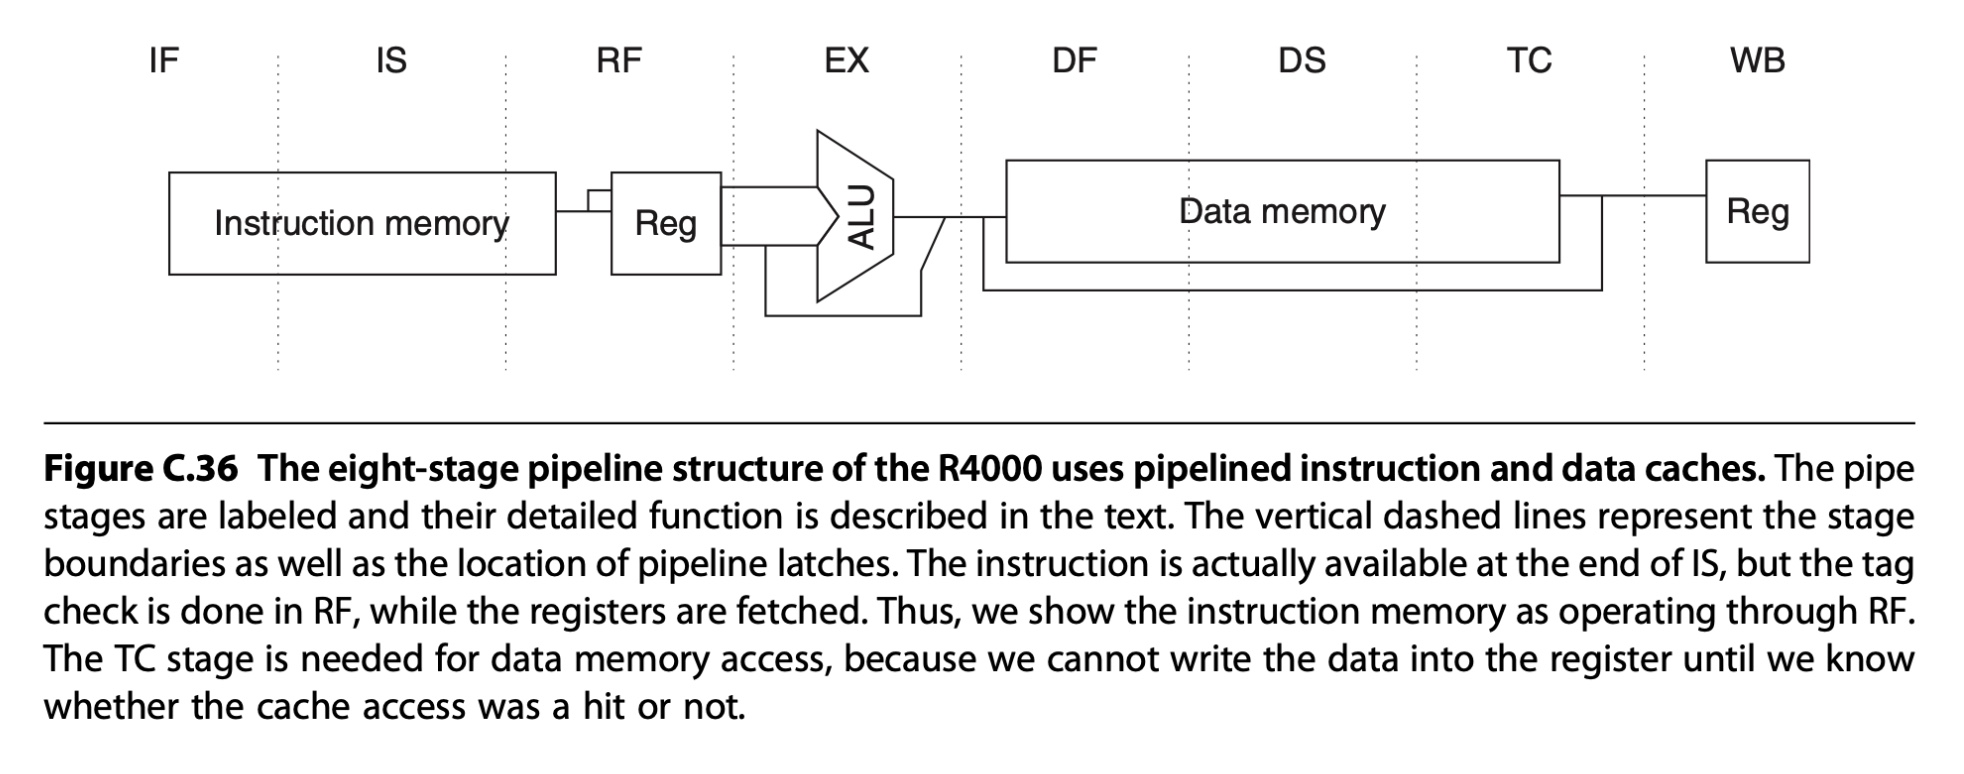 IF IS RF EX DF DS TC WB
Instruction memory Reg ALU Data memory Reg
Figure C.36 The eight-stage pipeline structure of the R4000 uses pipelined instruction and data caches. The pipe
stages are labeled and their detailed function is described in the text. The vertical dashed lines represent the stage
boundaries as well as the location of pipeline latches. The instruction is actually available at the end of IS, but the tag
check is done in RF, while the registers are fetched. Thus, we show the instruction memory as operating through RF.
The TC stage is needed for data memory access, because we cannot write the data into the register until we know
whether the cache access was a hit or not.